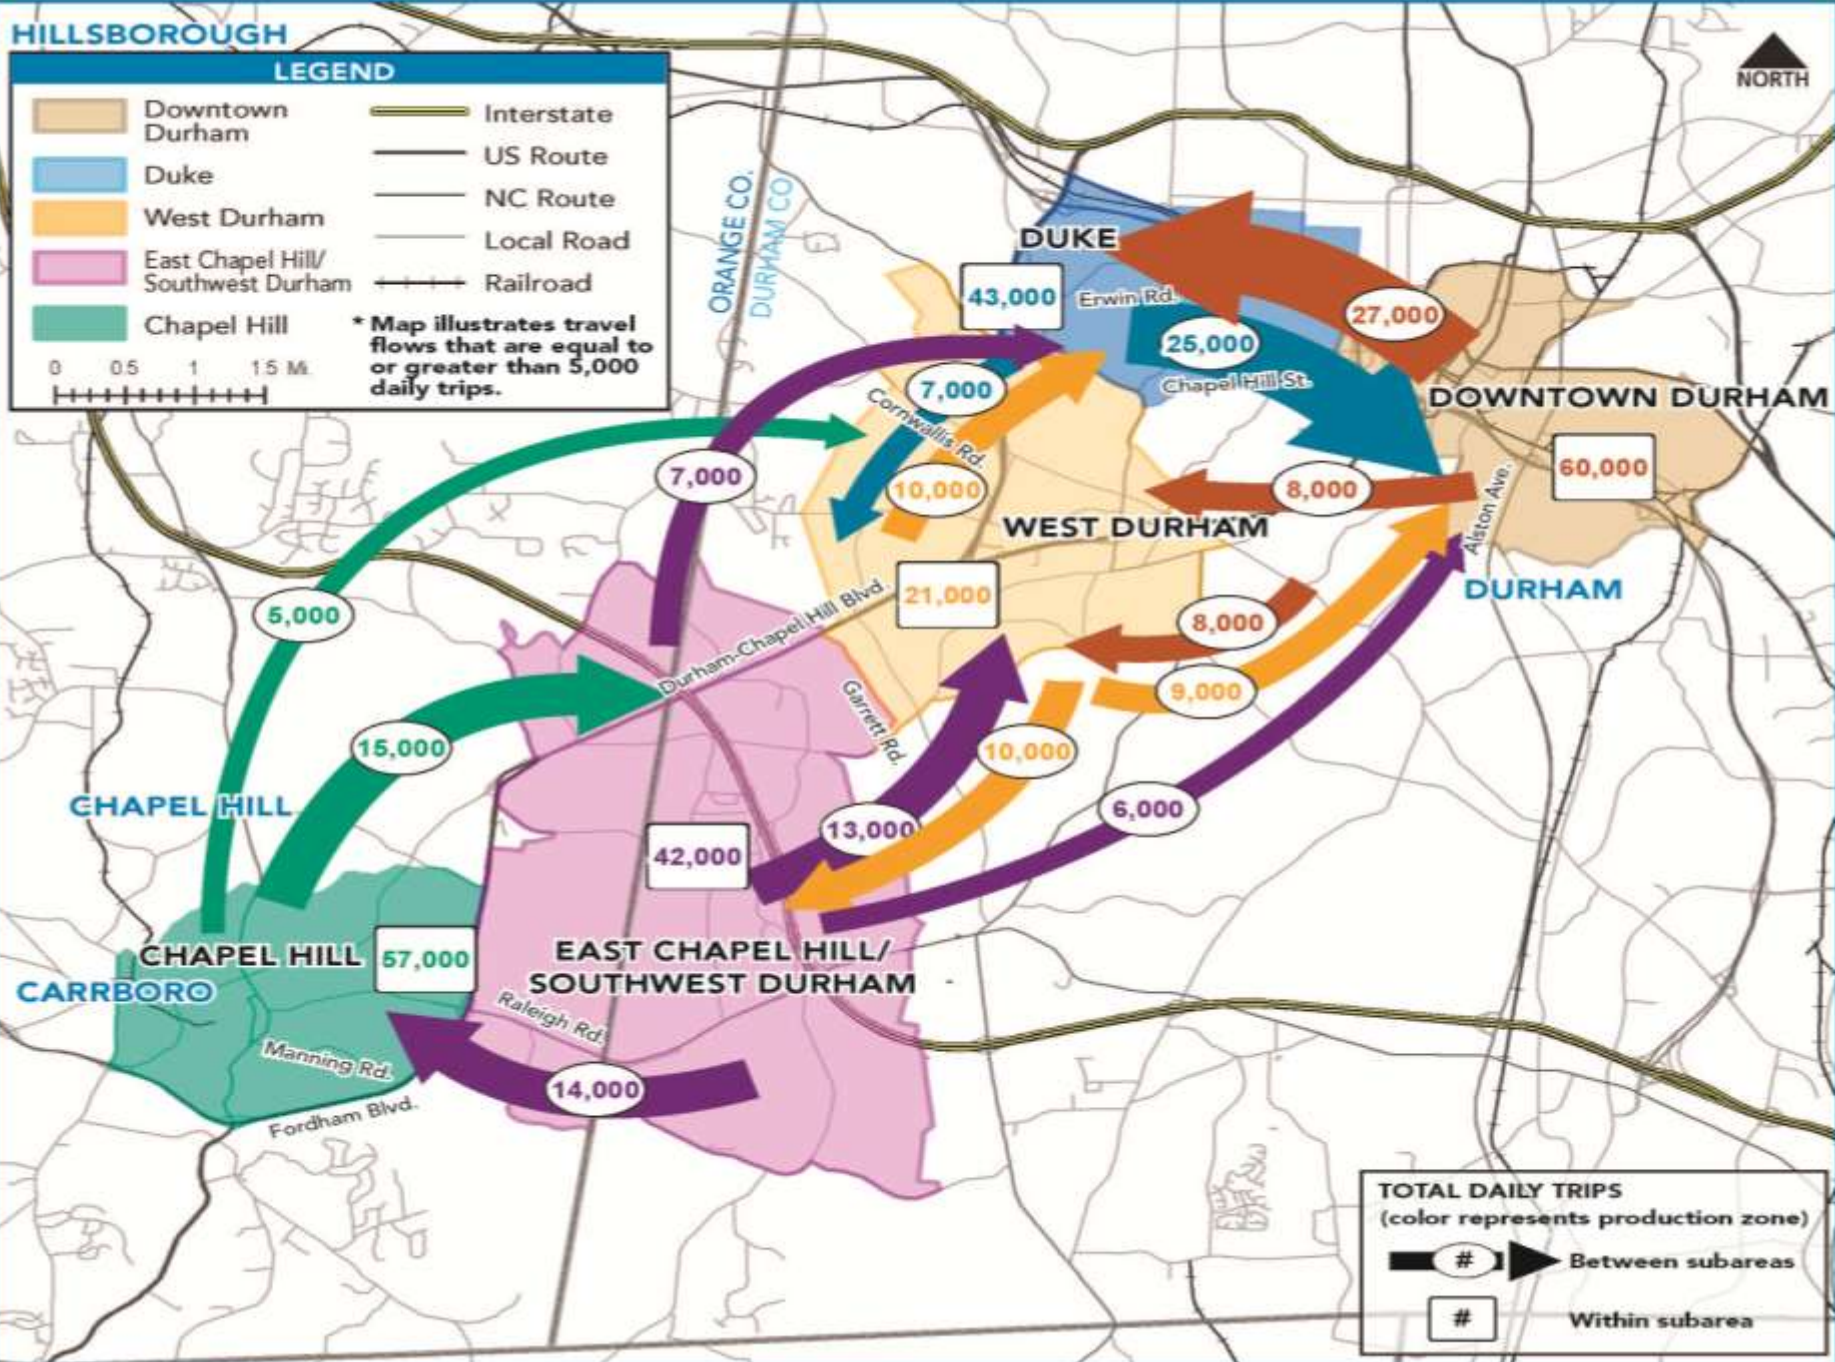 HILLSBOROUGH
LEGEND
Downtown
Durham
Duke
West Durham
East Chapel Hill/
Southwest Durham
Chapel Hill
Interstate
US Route
NC Route
Local Road
Railroad
0 0.5 1 1.5 Mi.
* Map illustrates travel
flows that are equal to
or greater than 5,000
daily trips.
NORTH
ORANGE CO.
DURHAM CO
DUKE
43,000
Erwin Rd.
27,000
25,000
Chapel Hill St.
7,000
Cornwallis Rd.
DOWNTOWN DURHAM
60,000
7,000
10,000
8,000
Alston Ave.
WEST DURHAM
21,000
DURHAM
5,000
Durham-Chapel Hill Blvd.
8,000
9,000
Garrett Rd.
15,000
10,000
CHAPEL HILL
6,000
13,000
42,000
CHAPEL HILL
57,000
EAST CHAPEL HILL/
SOUTHWEST DURHAM
CARRBORO
Raleigh Rd.
Manning Rd.
14,000
Fordham Blvd.
TOTAL DAILY TRIPS
(color represents production zone)
# Between subareas
# Within subarea